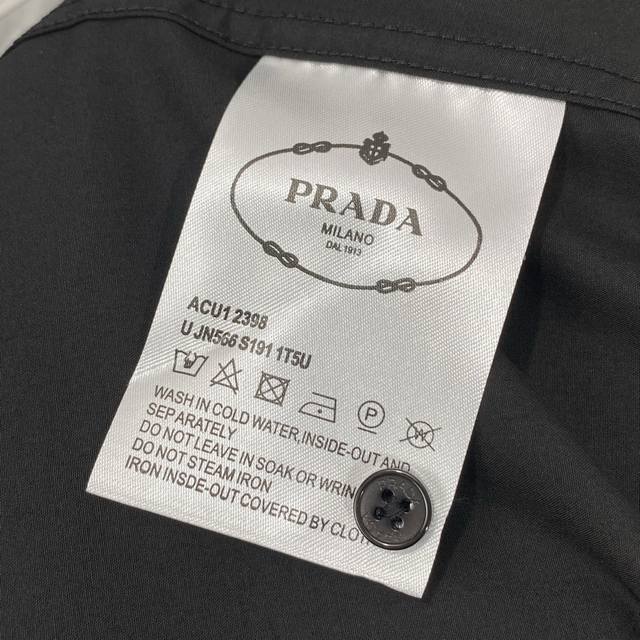 PRADA
MILANO
DAL 1913
ACU1 2398
UJN566 S191 1T5U
P
W
WASH IN COLD WATER,INSIDE-OUT AND
SEPARATELY
DO NOT LEAVE IN SOAK OR WRIN
DO NOT STEAM IRON
IRON INSDE-OUT COVERED BY CLOT